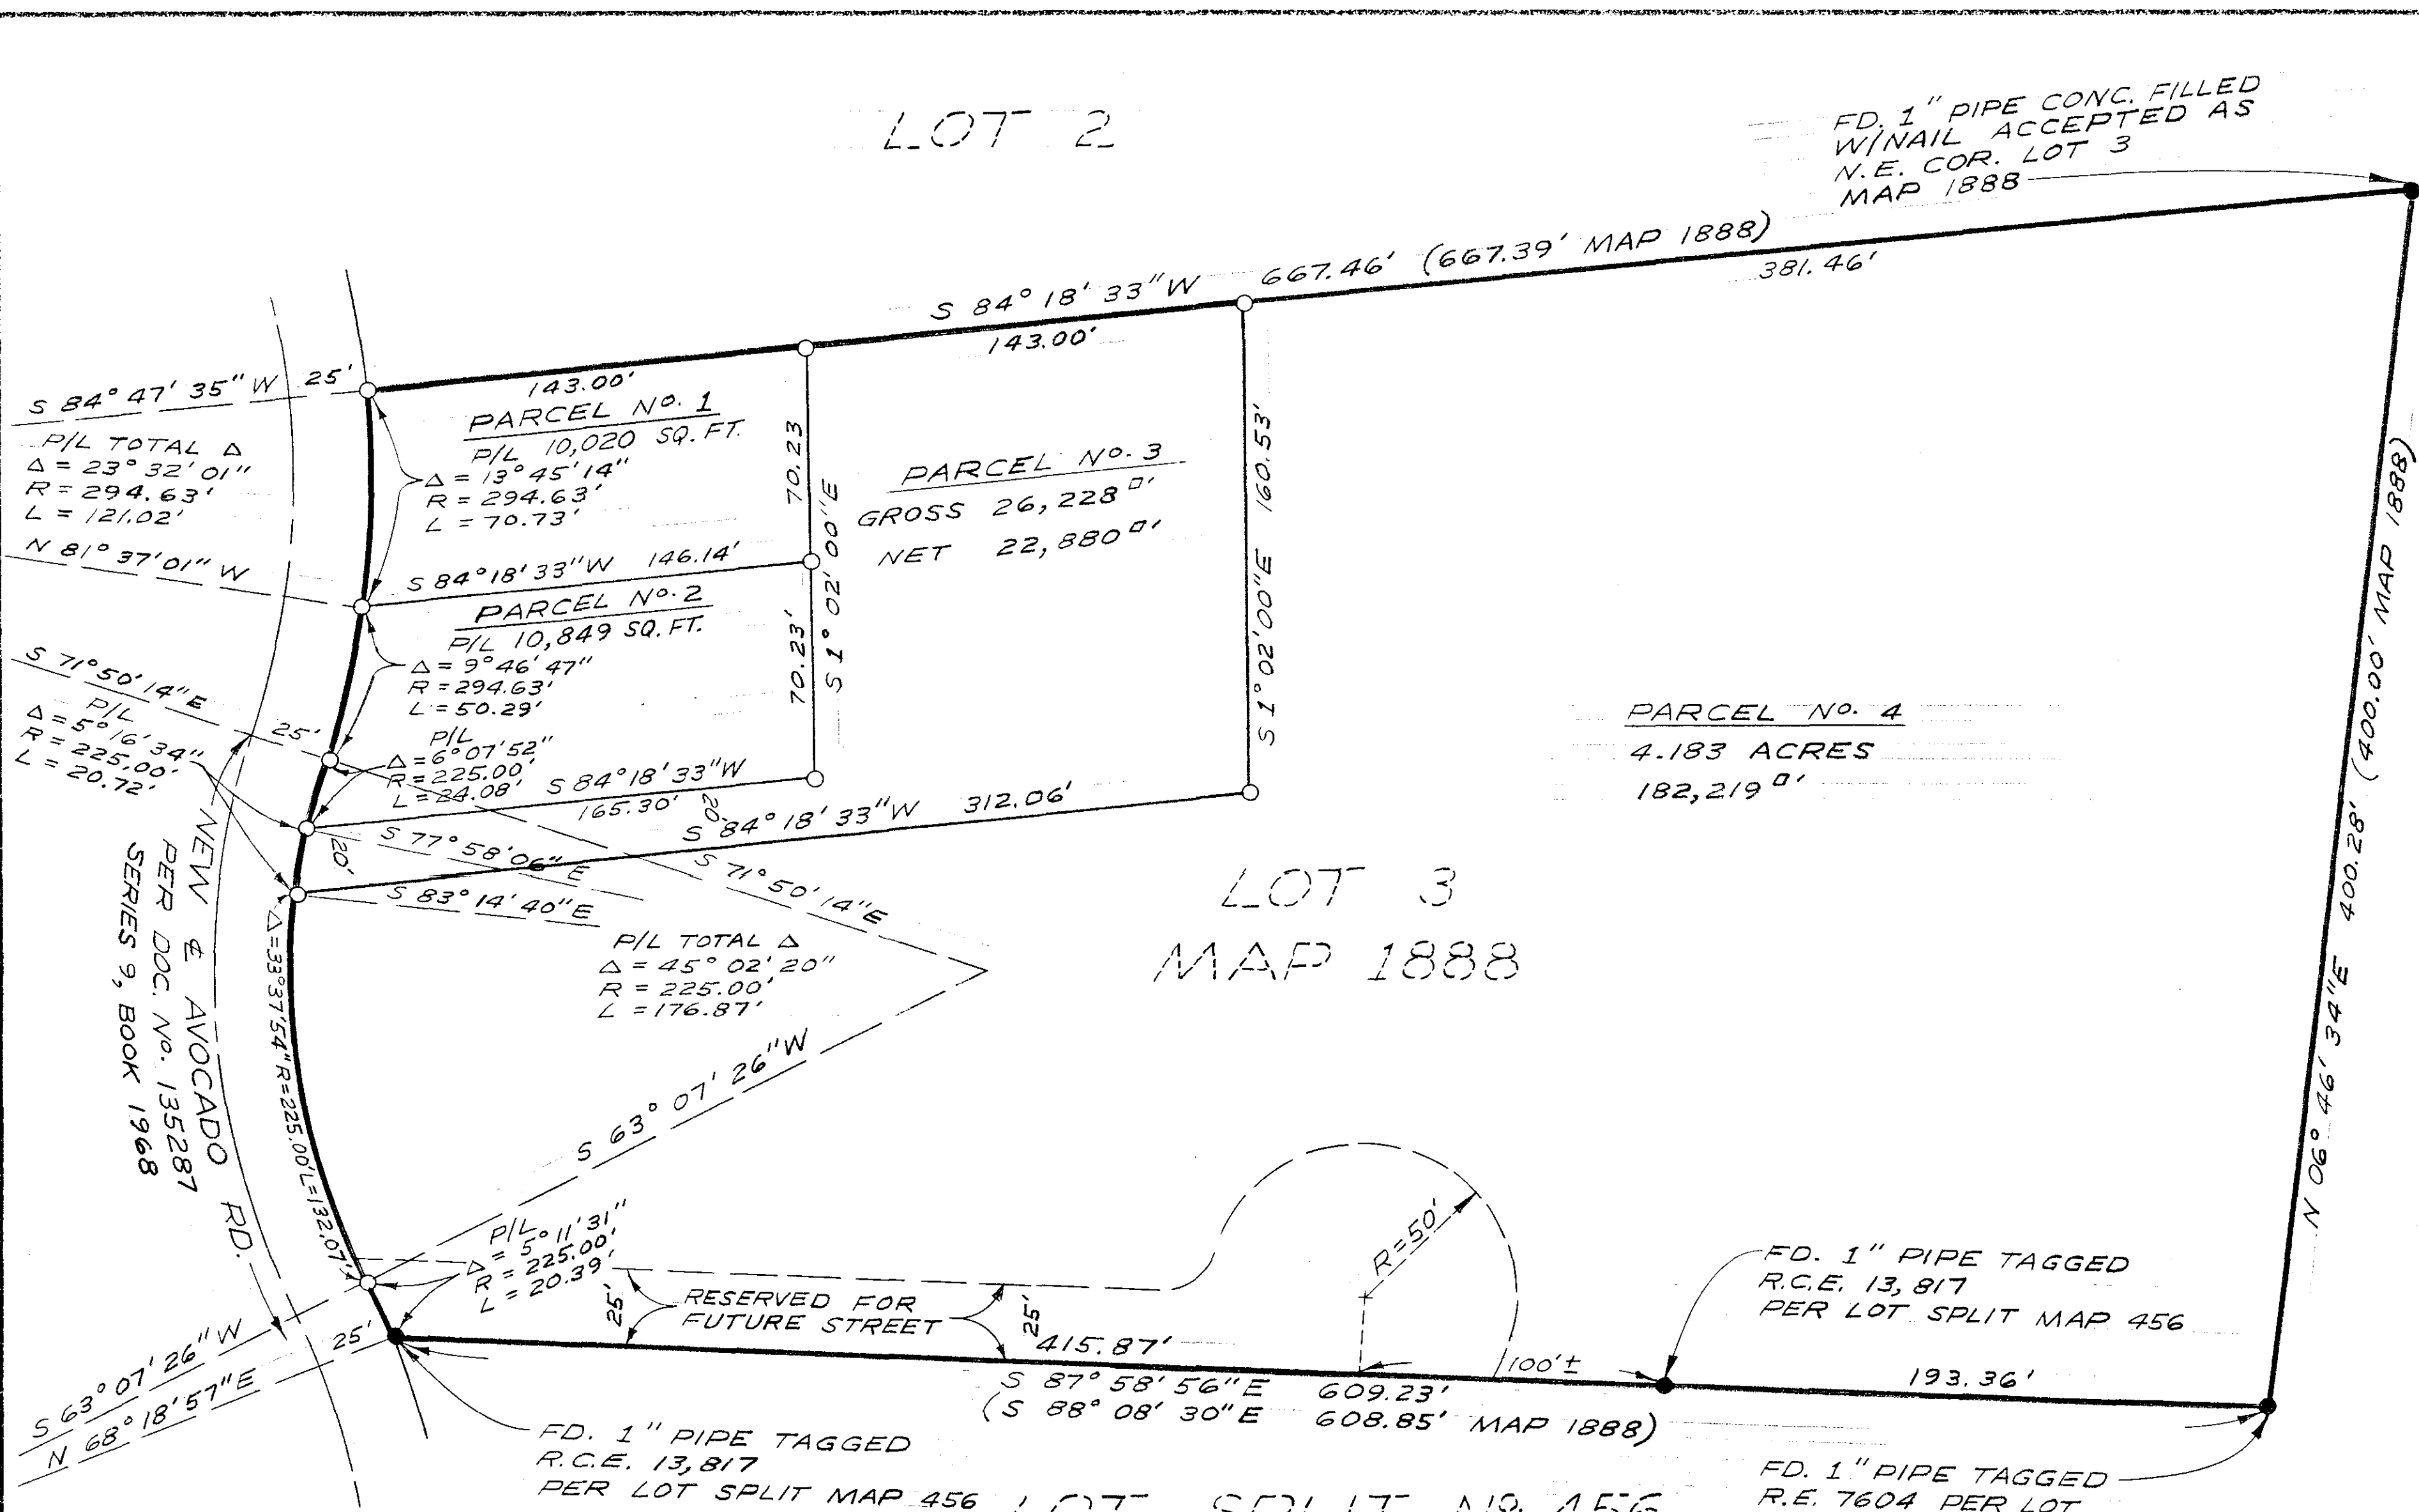 LOT 2
FD. 1" PIPE CONC. FILLED
W/NAIL ACCEPTED AS
N.E. COR. LOT 3
MAP 1888
S 84° 18' 33" W 667.46' (667.39' MAP 1888)
381.46'
143.00'
S 84° 47' 35" W 25'
143.00'
PARCEL No. 1
P/L 10,020 SQ. FT.
Δ = 13° 45' 14"
R = 294.63'
L = 70.73'
P/L TOTAL Δ
Δ = 23° 32' 01"
R = 294.63'
L = 121.02'
70.23
S 1° 02' 00" E
PARCEL No. 3
GROSS 26,228 □'
NET 22,880 □'
S 1° 02' 00" E 160.53'
N 81° 37' 01" W
S 84° 18' 33" W 146.14'
PARCEL No. 2
P/L 10,849 SQ. FT.
Δ = 9° 46' 47"
R = 294.63'
L = 50.29'
70.23'
S 71° 50' 14" E
25'
P/L
Δ = 5° 16' 34"
R = 225.00'
L = 20.72'
P/L
Δ = 6° 07' 52"
R = 225.00'
L = 24.08'
S 84° 18' 33" W
165.30'
20'
S 84° 18' 33" W 312.06'
20'
S 77° 58' 06" E
S 71° 50' 14" E
S 83° 14' 40" E
PARCEL No. 4
4.183 ACRES
182,219 □'
N 06° 46' 34" E 400.28' (400.00' MAP 1888)
LOT 3
MAP 1888
P/L TOTAL Δ
Δ = 45° 02' 20"
R = 225.00'
L = 176.87'
NEW ℄ AVOCADO RD.
PER DOC. No. 135287
SERIES 9, BOOK 1968
Δ=33°37'54" R=225.00' L=132.07'
S 63° 07' 26" W
P/L
Δ = 5° 11' 31"
R = 225.00'
L = 20.39'
25'
RESERVED FOR
FUTURE STREET
25'
R=50'
FD. 1" PIPE TAGGED
R.C.E. 13,817
PER LOT SPLIT MAP 456
S 63° 07' 26" W
25'
N 68° 18' 57" E
415.87'
100'±
193.36'
S 87° 58' 56" E 609.23'
(S 88° 08' 30" E 608.85' MAP 1888)
FD. 1" PIPE TAGGED
R.C.E. 13,817
PER LOT SPLIT MAP 456
LOT SPLIT No. 456
FD. 1" PIPE TAGGED
R.E. 7604 PER LOT